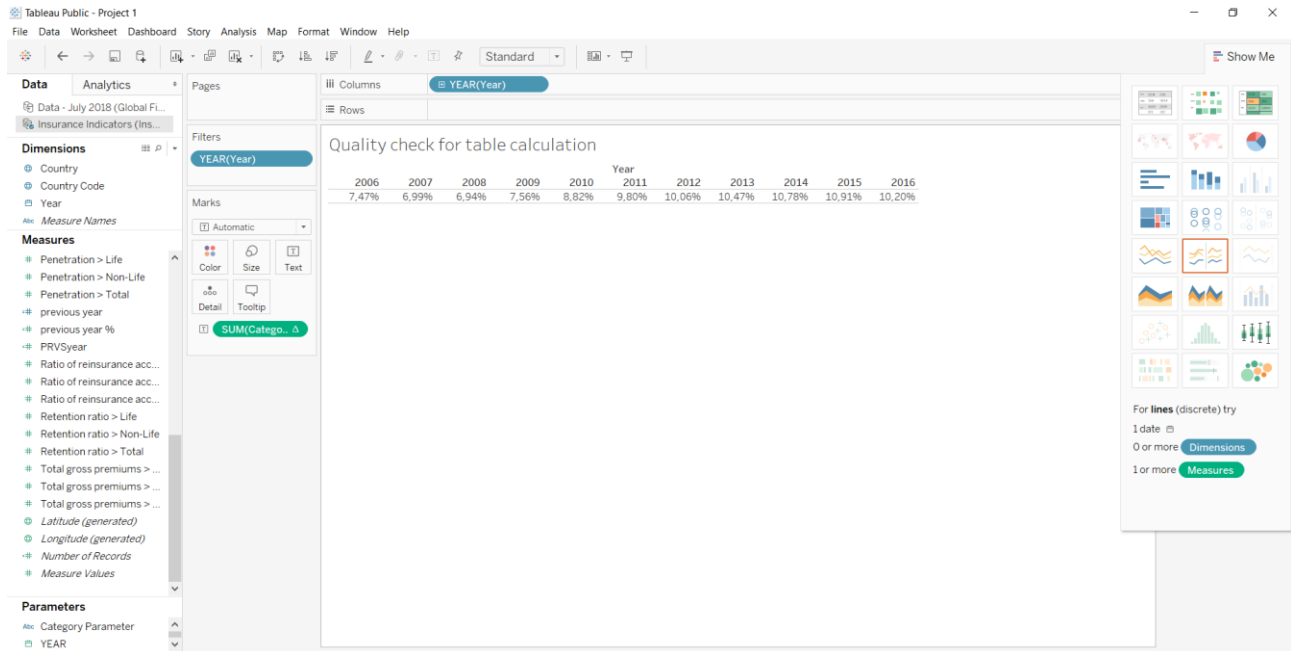 Tableau Public - Project 1
File Data Worksheet Dashboard Story Analysis Map Format Window Help
Standard
Show Me
Data Analytics
Data - July 2018 (Global Fi...
Insurance Indicators (Ins...
Dimensions
Country
Country Code
Year
Abc Measure Names
Measures
# Penetration > Life
# Penetration > Non-Life
# Penetration > Total
=# previous year
=# previous year %
=# PRVSyear
# Ratio of reinsurance acc...
# Ratio of reinsurance acc...
# Ratio of reinsurance acc...
# Retention ratio > Life
# Retention ratio > Non-Life
# Retention ratio > Total
# Total gross premiums > ...
# Total gross premiums > ...
# Total gross premiums > ...
Latitude (generated)
Longitude (generated)
=# Number of Records
# Measure Values
Parameters
Abc Category Parameter
YEAR
Pages
Filters
YEAR(Year)
Marks
T Automatic
Color Size T Text
Detail Tooltip
T SUM(Catego.. Δ
Columns YEAR(Year)
Rows
Quality check for table calculation
Year
2006 2007 2008 2009 2010 2011 2012 2013 2014 2015 2016
7,47% 6,99% 6,94% 7,56% 8,82% 9,80% 10,06% 10,47% 10,78% 10,91% 10,20%
For lines (discrete) try
1 date
0 or more Dimensions
1 or more Measures